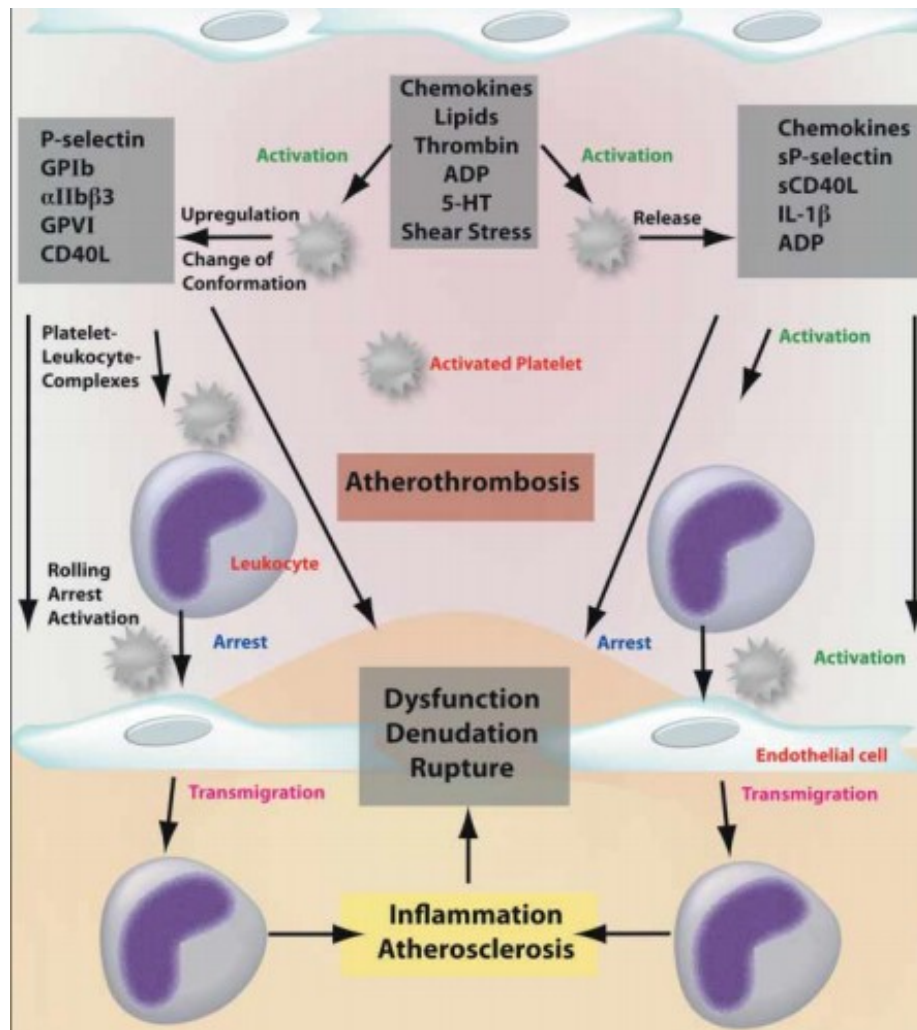 Chemokines
Lipids
Thrombin
ADP
5-HT
Shear Stress
P-selectin
GPIb
αIIbβ3
GPVI
CD40L
Activation
Activation
Chemokines
sP-selectin
sCD40L
IL-1β
ADP
Upregulation
Change of
Conformation
Release
Platelet-
Leukocyte-
Complexes
Activated Platelet
Activation
Atherothrombosis
Leukocyte
Rolling
Arrest
Activation
Arrest
Arrest
Activation
Dysfunction
Denudation
Rupture
Endothelial cell
Transmigration
Transmigration
Inflammation
Atherosclerosis